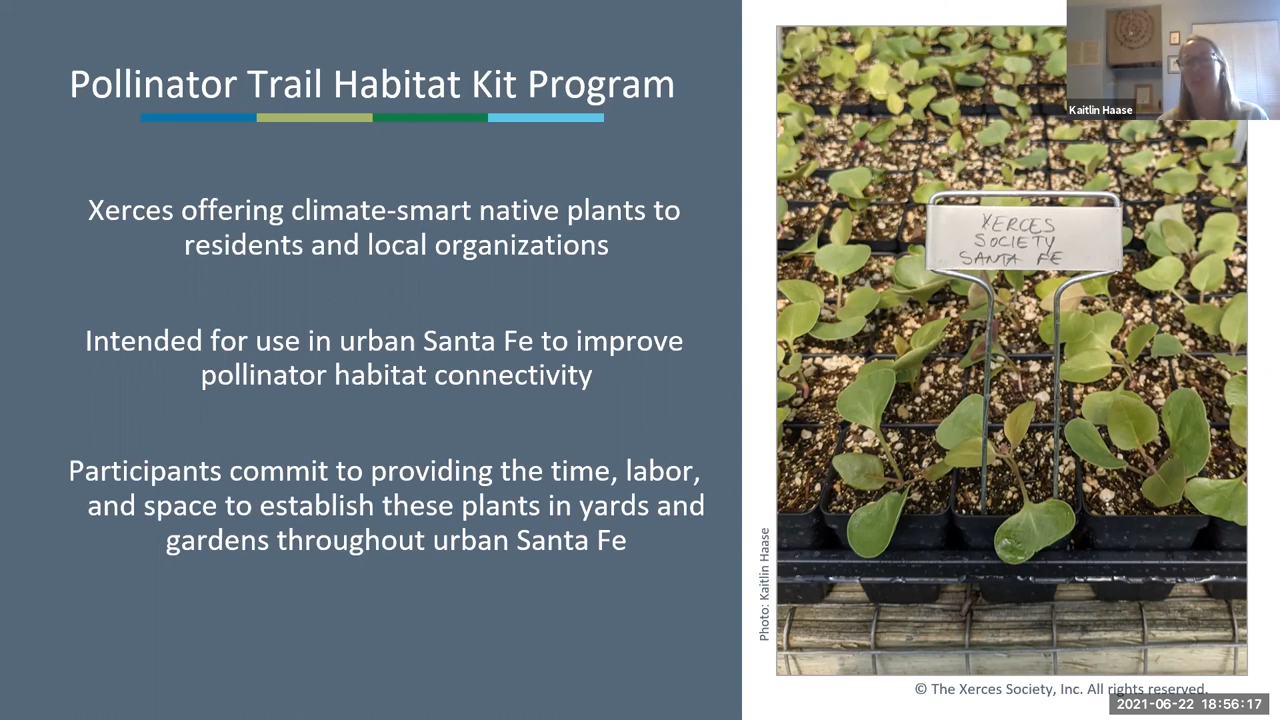 Pollinator Trail Habitat Kit Program
Xerces offering climate-smart native plants to
residents and local organizations
Intended for use in urban Santa Fe to improve
pollinator habitat connectivity
Participants commit to providing the time, labor,
and space to establish these plants in yards and
gardens throughout urban Santa Fe
Kaitlin Haase
XERCES
SOCIETY
SANTA FE
Photo: Kaitlin Haase
© The Xerces Society, Inc. All rights reserved.
2021-06-22 18:56:17